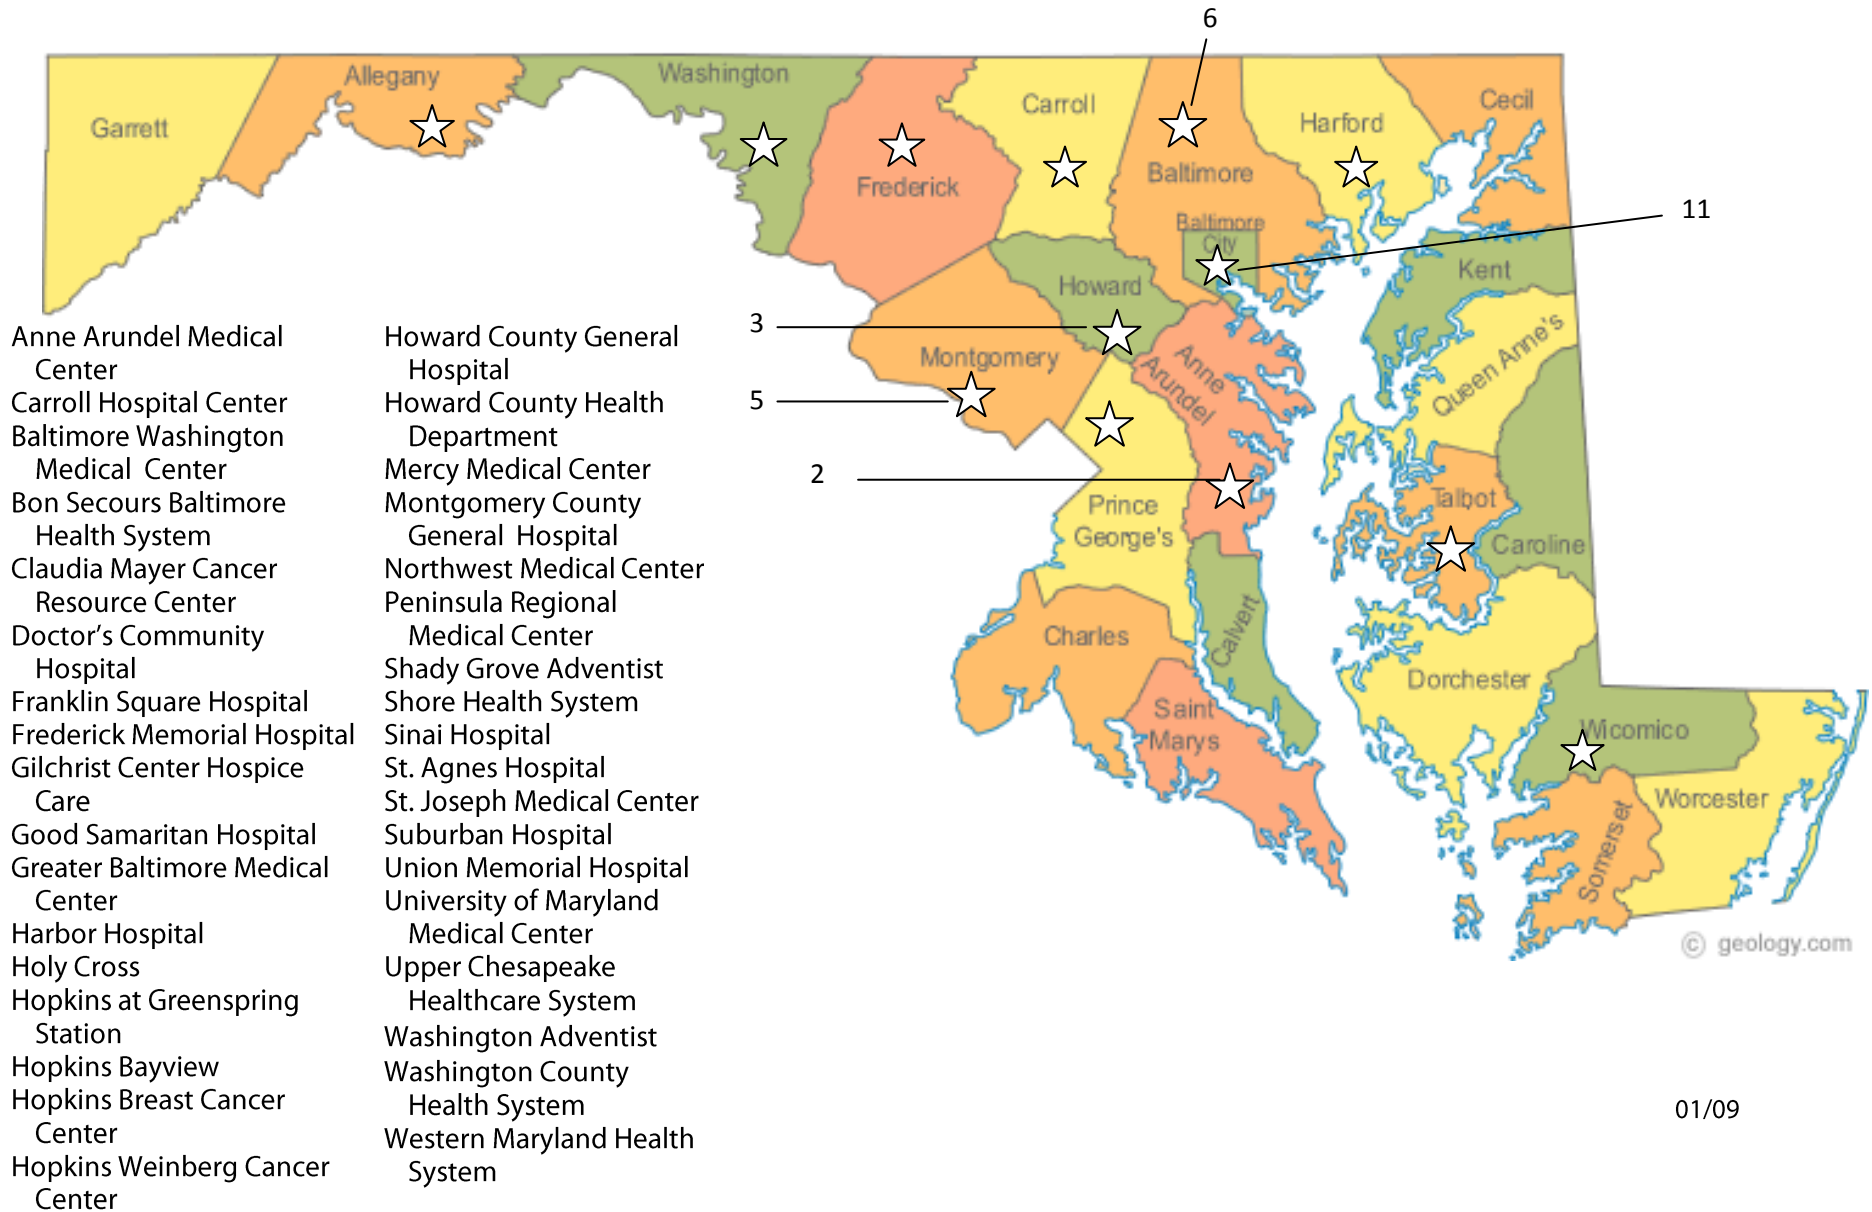 6
Allegany
Washington
Garrett
Carroll
Cecil
Harford
Frederick
Baltimore
Baltimore
City
11
Kent
Howard
3
Montgomery
Anne
Arundel
Queen Anne's
5
2
Prince
George's
Talbot
Caroline
Charles
Calvert
Dorchester
Saint
Marys
Wicomico
Worcester
Somerset
© geology.com
01/09
Anne Arundel Medical
Center
Carroll Hospital Center
Baltimore Washington
Medical Center
Bon Secours Baltimore
Health System
Claudia Mayer Cancer
Resource Center
Doctor's Community
Hospital
Franklin Square Hospital
Frederick Memorial Hospital
Gilchrist Center Hospice
Care
Good Samaritan Hospital
Greater Baltimore Medical
Center
Harbor Hospital
Holy Cross
Hopkins at Greenspring
Station
Hopkins Bayview
Hopkins Breast Cancer
Center
Hopkins Weinberg Cancer
Center
Howard County General
Hospital
Howard County Health
Department
Mercy Medical Center
Montgomery County
General Hospital
Northwest Medical Center
Peninsula Regional
Medical Center
Shady Grove Adventist
Shore Health System
Sinai Hospital
St. Agnes Hospital
St. Joseph Medical Center
Suburban Hospital
Union Memorial Hospital
University of Maryland
Medical Center
Upper Chesapeake
Healthcare System
Washington Adventist
Washington County
Health System
Western Maryland Health
System